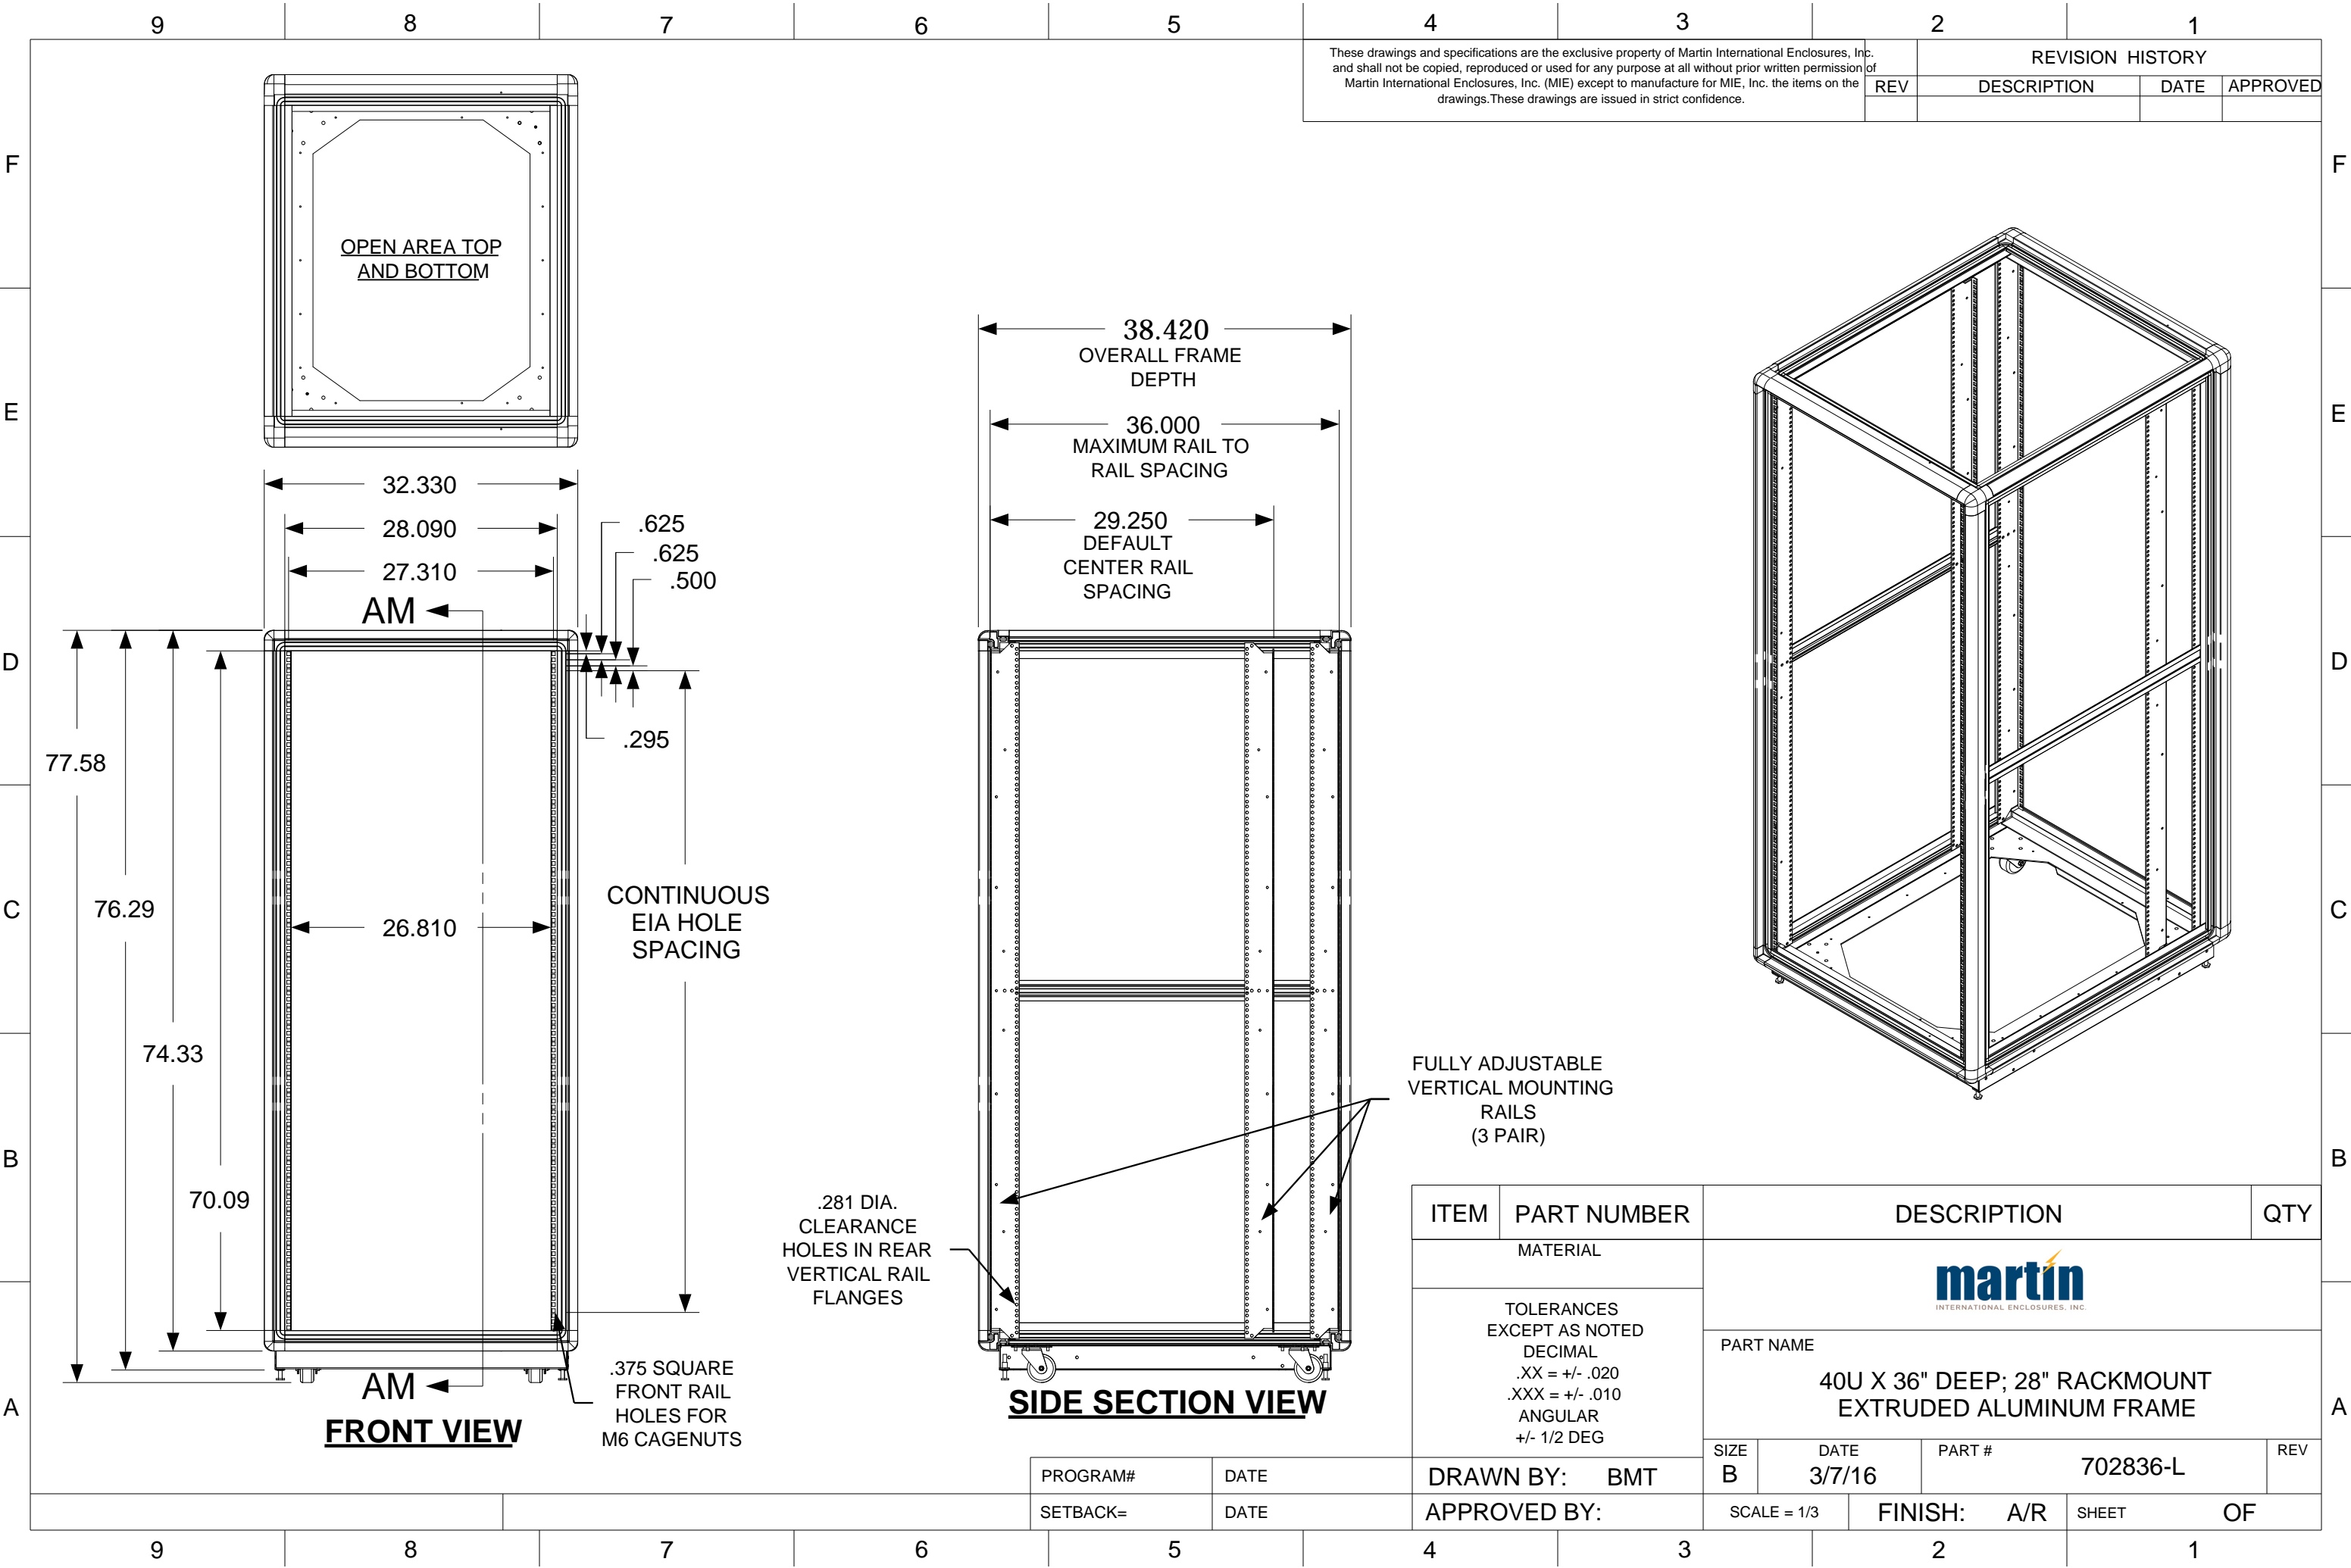 9 8 7 6 5 4 3 2 1
These drawings and specifications are the exclusive property of Martin International Enclosures, Inc.
and shall not be copied, reproduced or used for any purpose at all without prior written permission of
Martin International Enclosures, Inc. (MIE) except to manufacture for MIE, Inc. the items on the
drawings.These drawings are issued in strict confidence.
REVISION HISTORY
REV DESCRIPTION DATE APPROVED
F F
OPEN AREA TOP
AND BOTTOM
E E
38.420
OVERALL FRAME
DEPTH
36.000
MAXIMUM RAIL TO
RAIL SPACING
29.250
DEFAULT
CENTER RAIL
SPACING
32.330
28.090
27.310
.625
.625
.500
AM
D D
.295
77.58
76.29
74.33
70.09
26.810
CONTINUOUS
EIA HOLE
SPACING
C C
FULLY ADJUSTABLE
VERTICAL MOUNTING
RAILS
(3 PAIR)
B B
.281 DIA.
CLEARANCE
HOLES IN REAR
VERTICAL RAIL
FLANGES
.375 SQUARE
FRONT RAIL
HOLES FOR
M6 CAGENUTS
AM
FRONT VIEW
SIDE SECTION VIEW
A A
ITEM PART NUMBER DESCRIPTION QTY
MATERIAL
martin
INTERNATIONAL ENCLOSURES, INC.
TOLERANCES
EXCEPT AS NOTED
DECIMAL
.XX = +/- .020
.XXX = +/- .010
ANGULAR
+/- 1/2 DEG
PART NAME
40U X 36" DEEP; 28" RACKMOUNT
EXTRUDED ALUMINUM FRAME
PROGRAM# DATE
SETBACK= DATE
DRAWN BY: BMT
APPROVED BY:
SIZE
B
DATE
3/7/16
PART #
702836-L
REV
SCALE = 1/3 FINISH: A/R SHEET OF
9 8 7 6 5 4 3 2 1